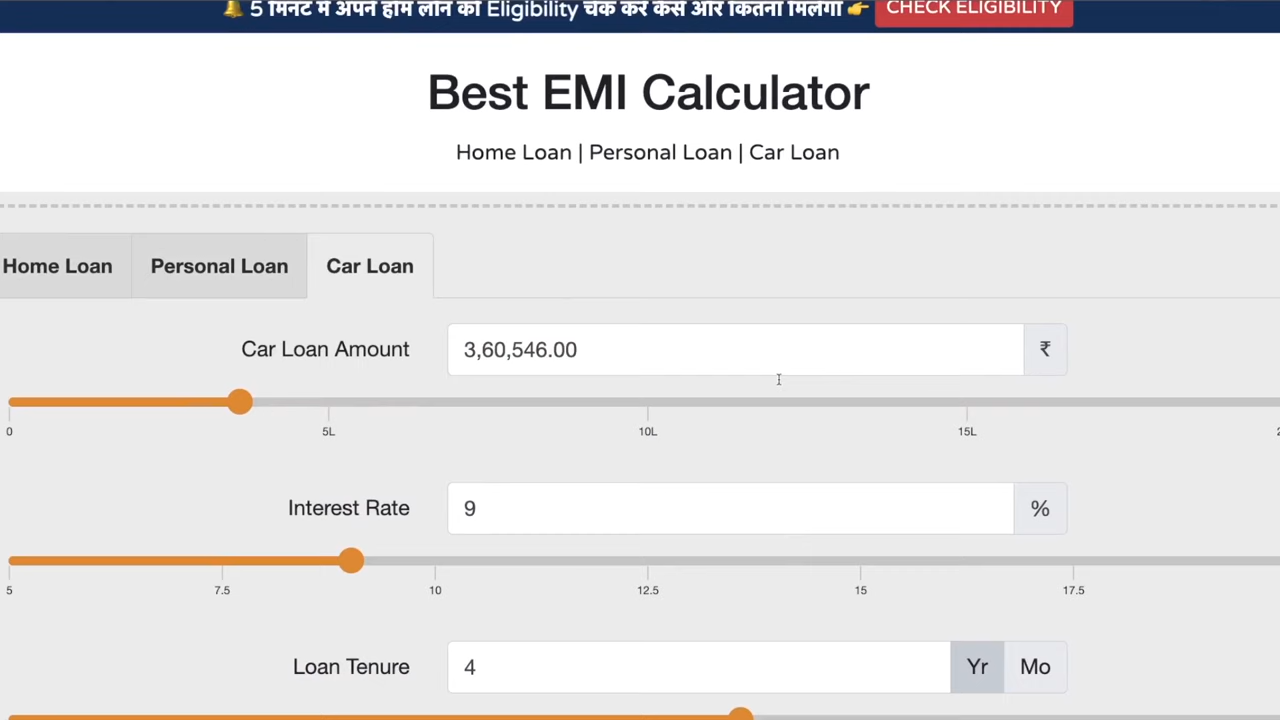 5 मिनट में अपने होम लोन की Eligibility चेक करें कैसे और कितना मिलेगा CHECK ELIGIBILITY
Best EMI Calculator
Home Loan | Personal Loan | Car Loan
Home Loan Personal Loan Car Loan
Car Loan Amount 3,60,546.00 ₹
0 5L 10L 15L
Interest Rate 9 %
5 7.5 10 12.5 15 17.5
Loan Tenure 4 Yr Mo